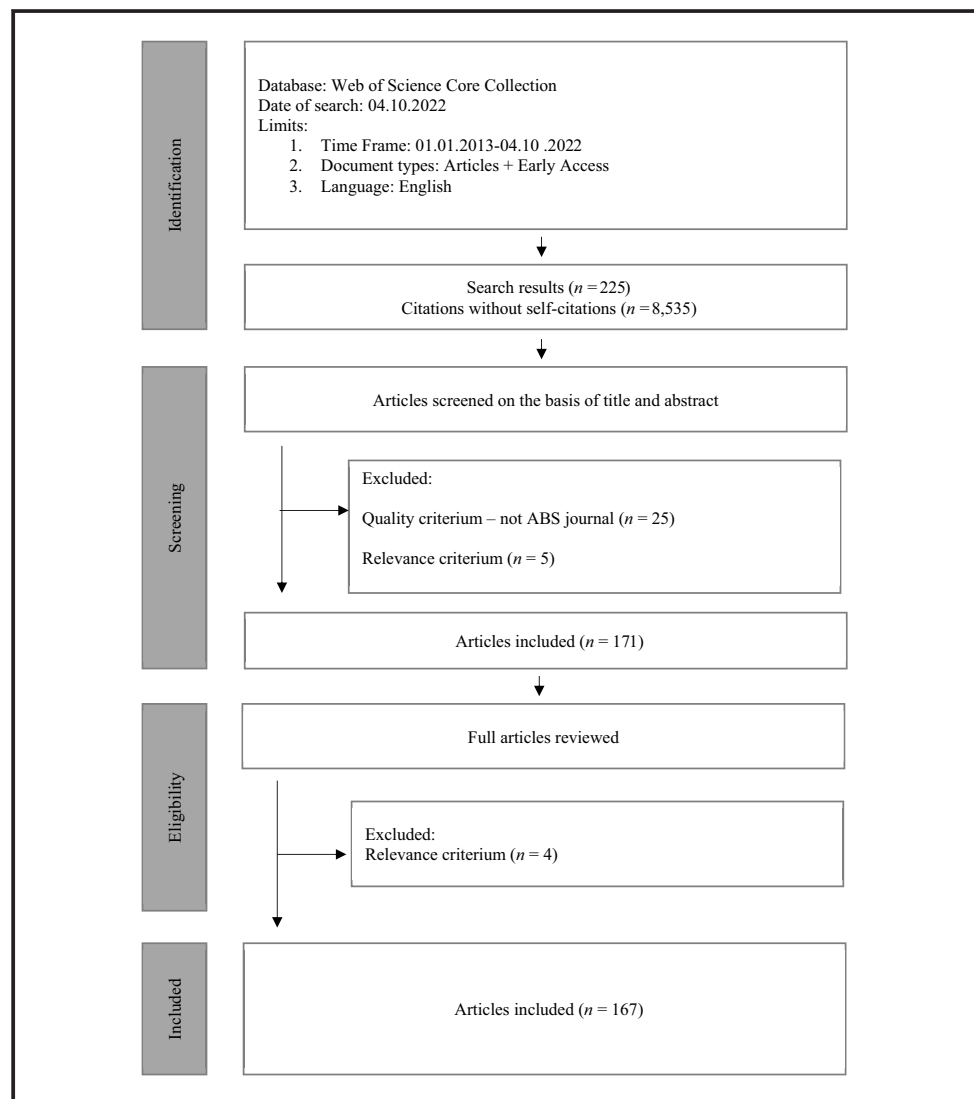 Identification
Database: Web of Science Core Collection
Date of search: 04.10.2022
Limits:
1. Time Frame: 01.01.2013-04.10 .2022
2. Document types: Articles + Early Access
3. Language: English
Search results (n = 225)
Citations without self-citations (n = 8,535)
Screening
Articles screened on the basis of title and abstract
Excluded:
Quality criterium – not ABS journal (n = 25)
Relevance criterium (n = 5)
Articles included (n = 171)
Eligibility
Full articles reviewed
Excluded:
Relevance criterium (n = 4)
Included
Articles included (n = 167)